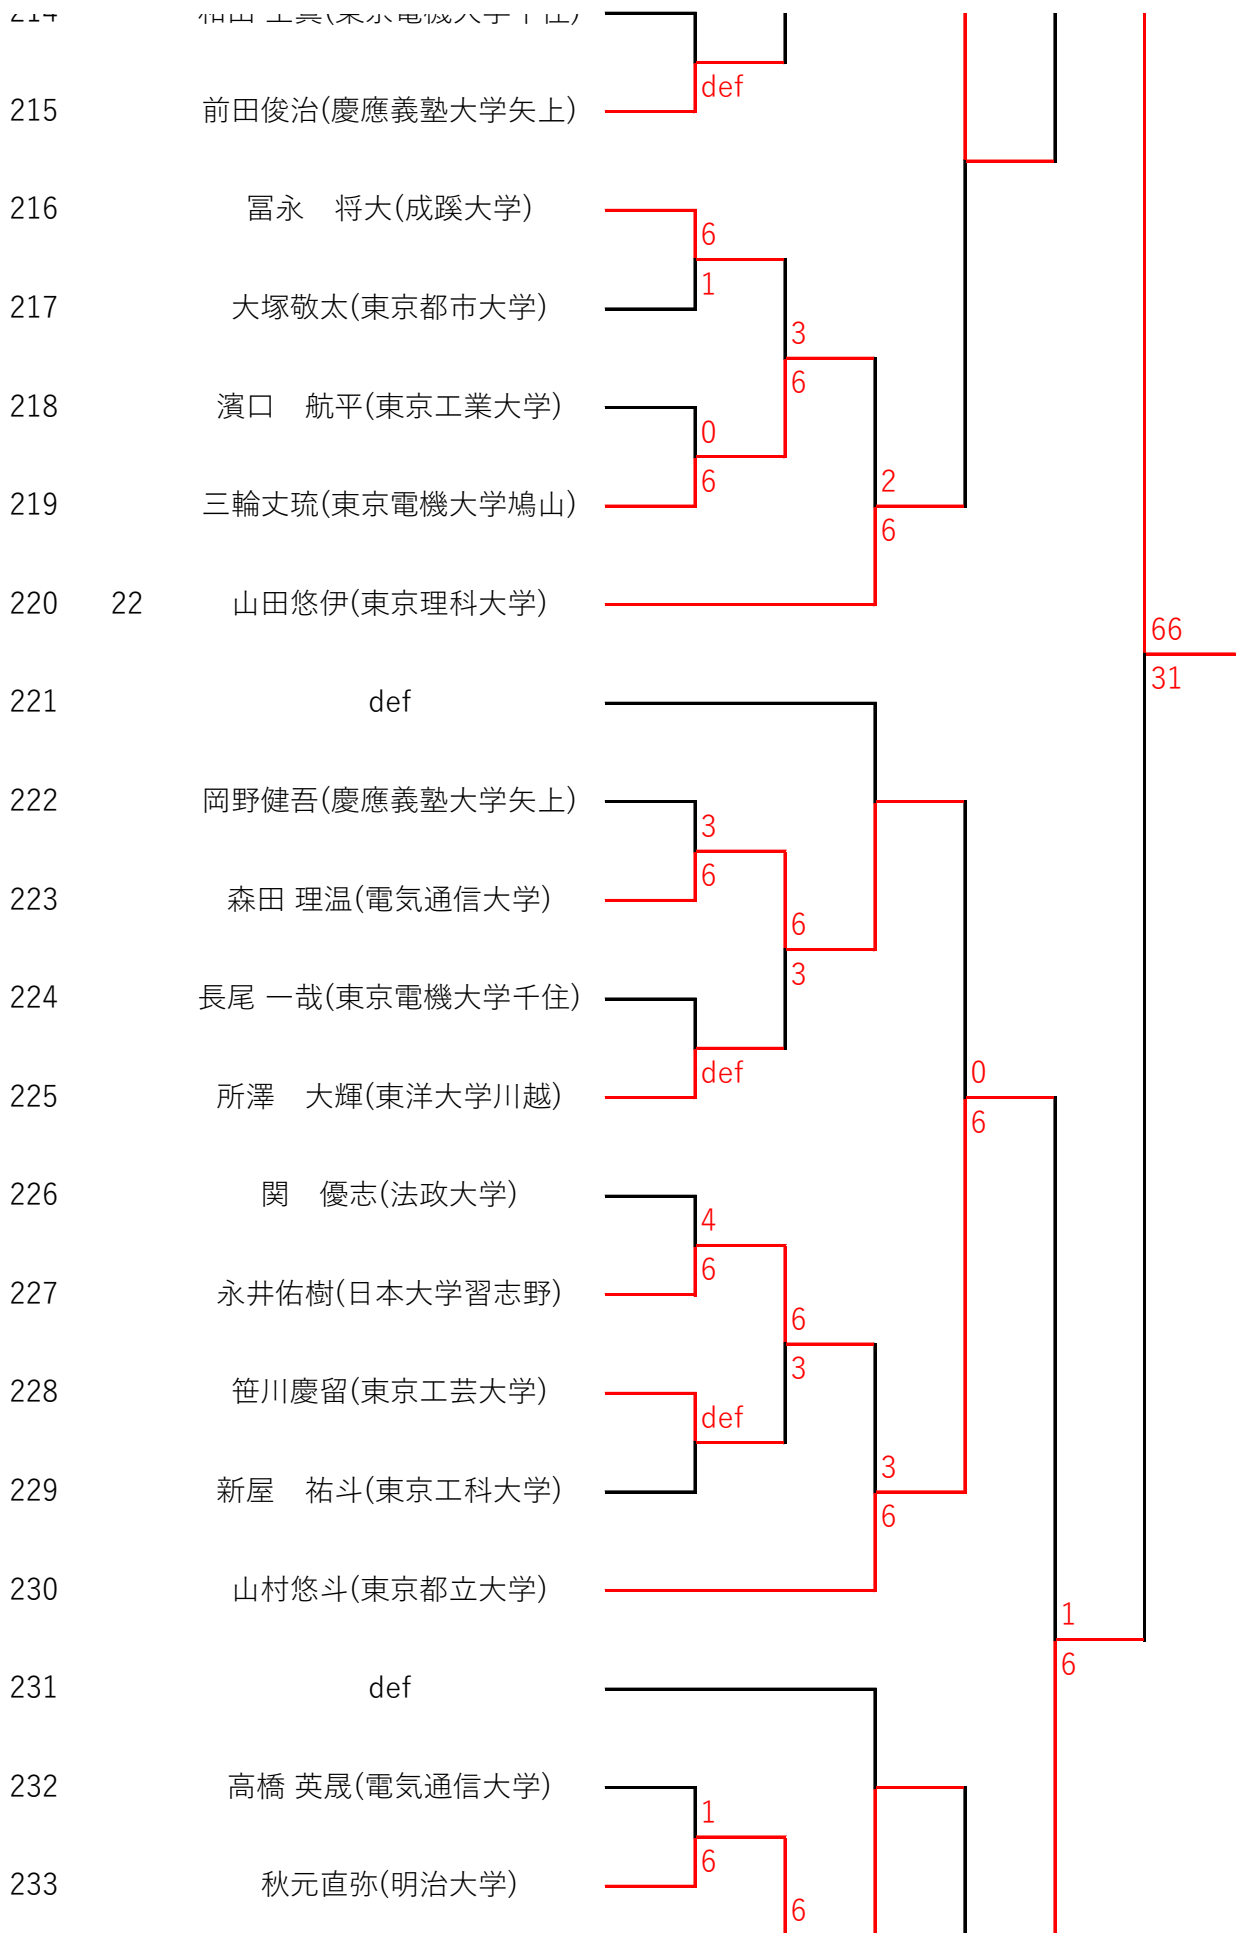 214 和田 (東京電機大学千住)
def
215 前田俊治(慶應義塾大学矢上)
216 冨永　将大(成蹊大学)
6
1
217 大塚敬太(東京都市大学)
3
6
218 濱口　航平(東京工業大学)
0
6
219 三輪丈琉(東京電機大学鳩山)
2
6
220 22 山田悠伊(東京理科大学)
66
31
221 def
222 岡野健吾(慶應義塾大学矢上)
3
6
223 森田 理温(電気通信大学)
6
3
224 長尾 一哉(東京電機大学千住)
def
225 所澤　大輝(東洋大学川越)
0
6
226 関　優志(法政大学)
4
6
227 永井佑樹(日本大学習志野)
6
3
228 笹川慶留(東京工芸大学)
def
229 新屋　祐斗(東京工科大学)
3
6
230 山村悠斗(東京都立大学)
1
6
231 def
232 高橋 英晟(電気通信大学)
1
6
233 秋元直弥(明治大学)
6